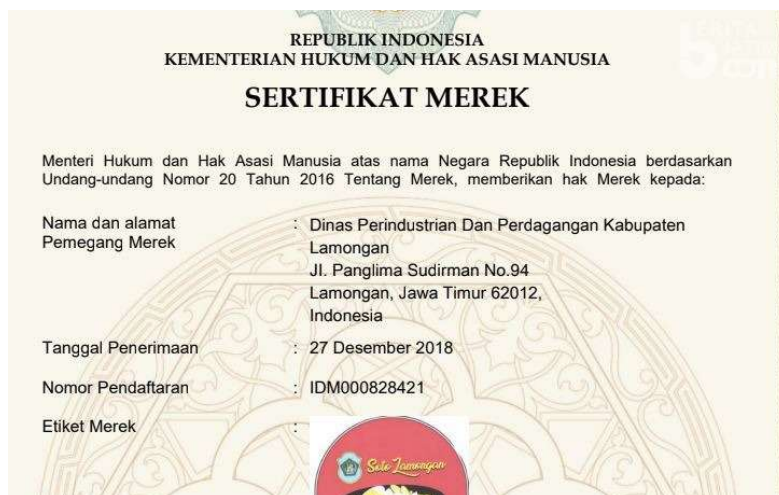 REPUBLIK INDONESIA
KEMENTERIAN HUKUM DAN HAK ASASI MANUSIA
SERTIFIKAT MEREK
Menteri Hukum dan Hak Asasi Manusia atas nama Negara Republik Indonesia berdasarkan
Undang-undang Nomor 20 Tahun 2016 Tentang Merek, memberikan hak Merek kepada:
Nama dan alamat : Dinas Perindustrian Dan Perdagangan Kabupaten
Pemegang Merek Lamongan
Jl. Panglima Sudirman No.94
Lamongan, Jawa Timur 62012,
Indonesia
Tanggal Penerimaan : 27 Desember 2018
Nomor Pendaftaran : IDM000828421
Etiket Merek :
Soto Lamongan